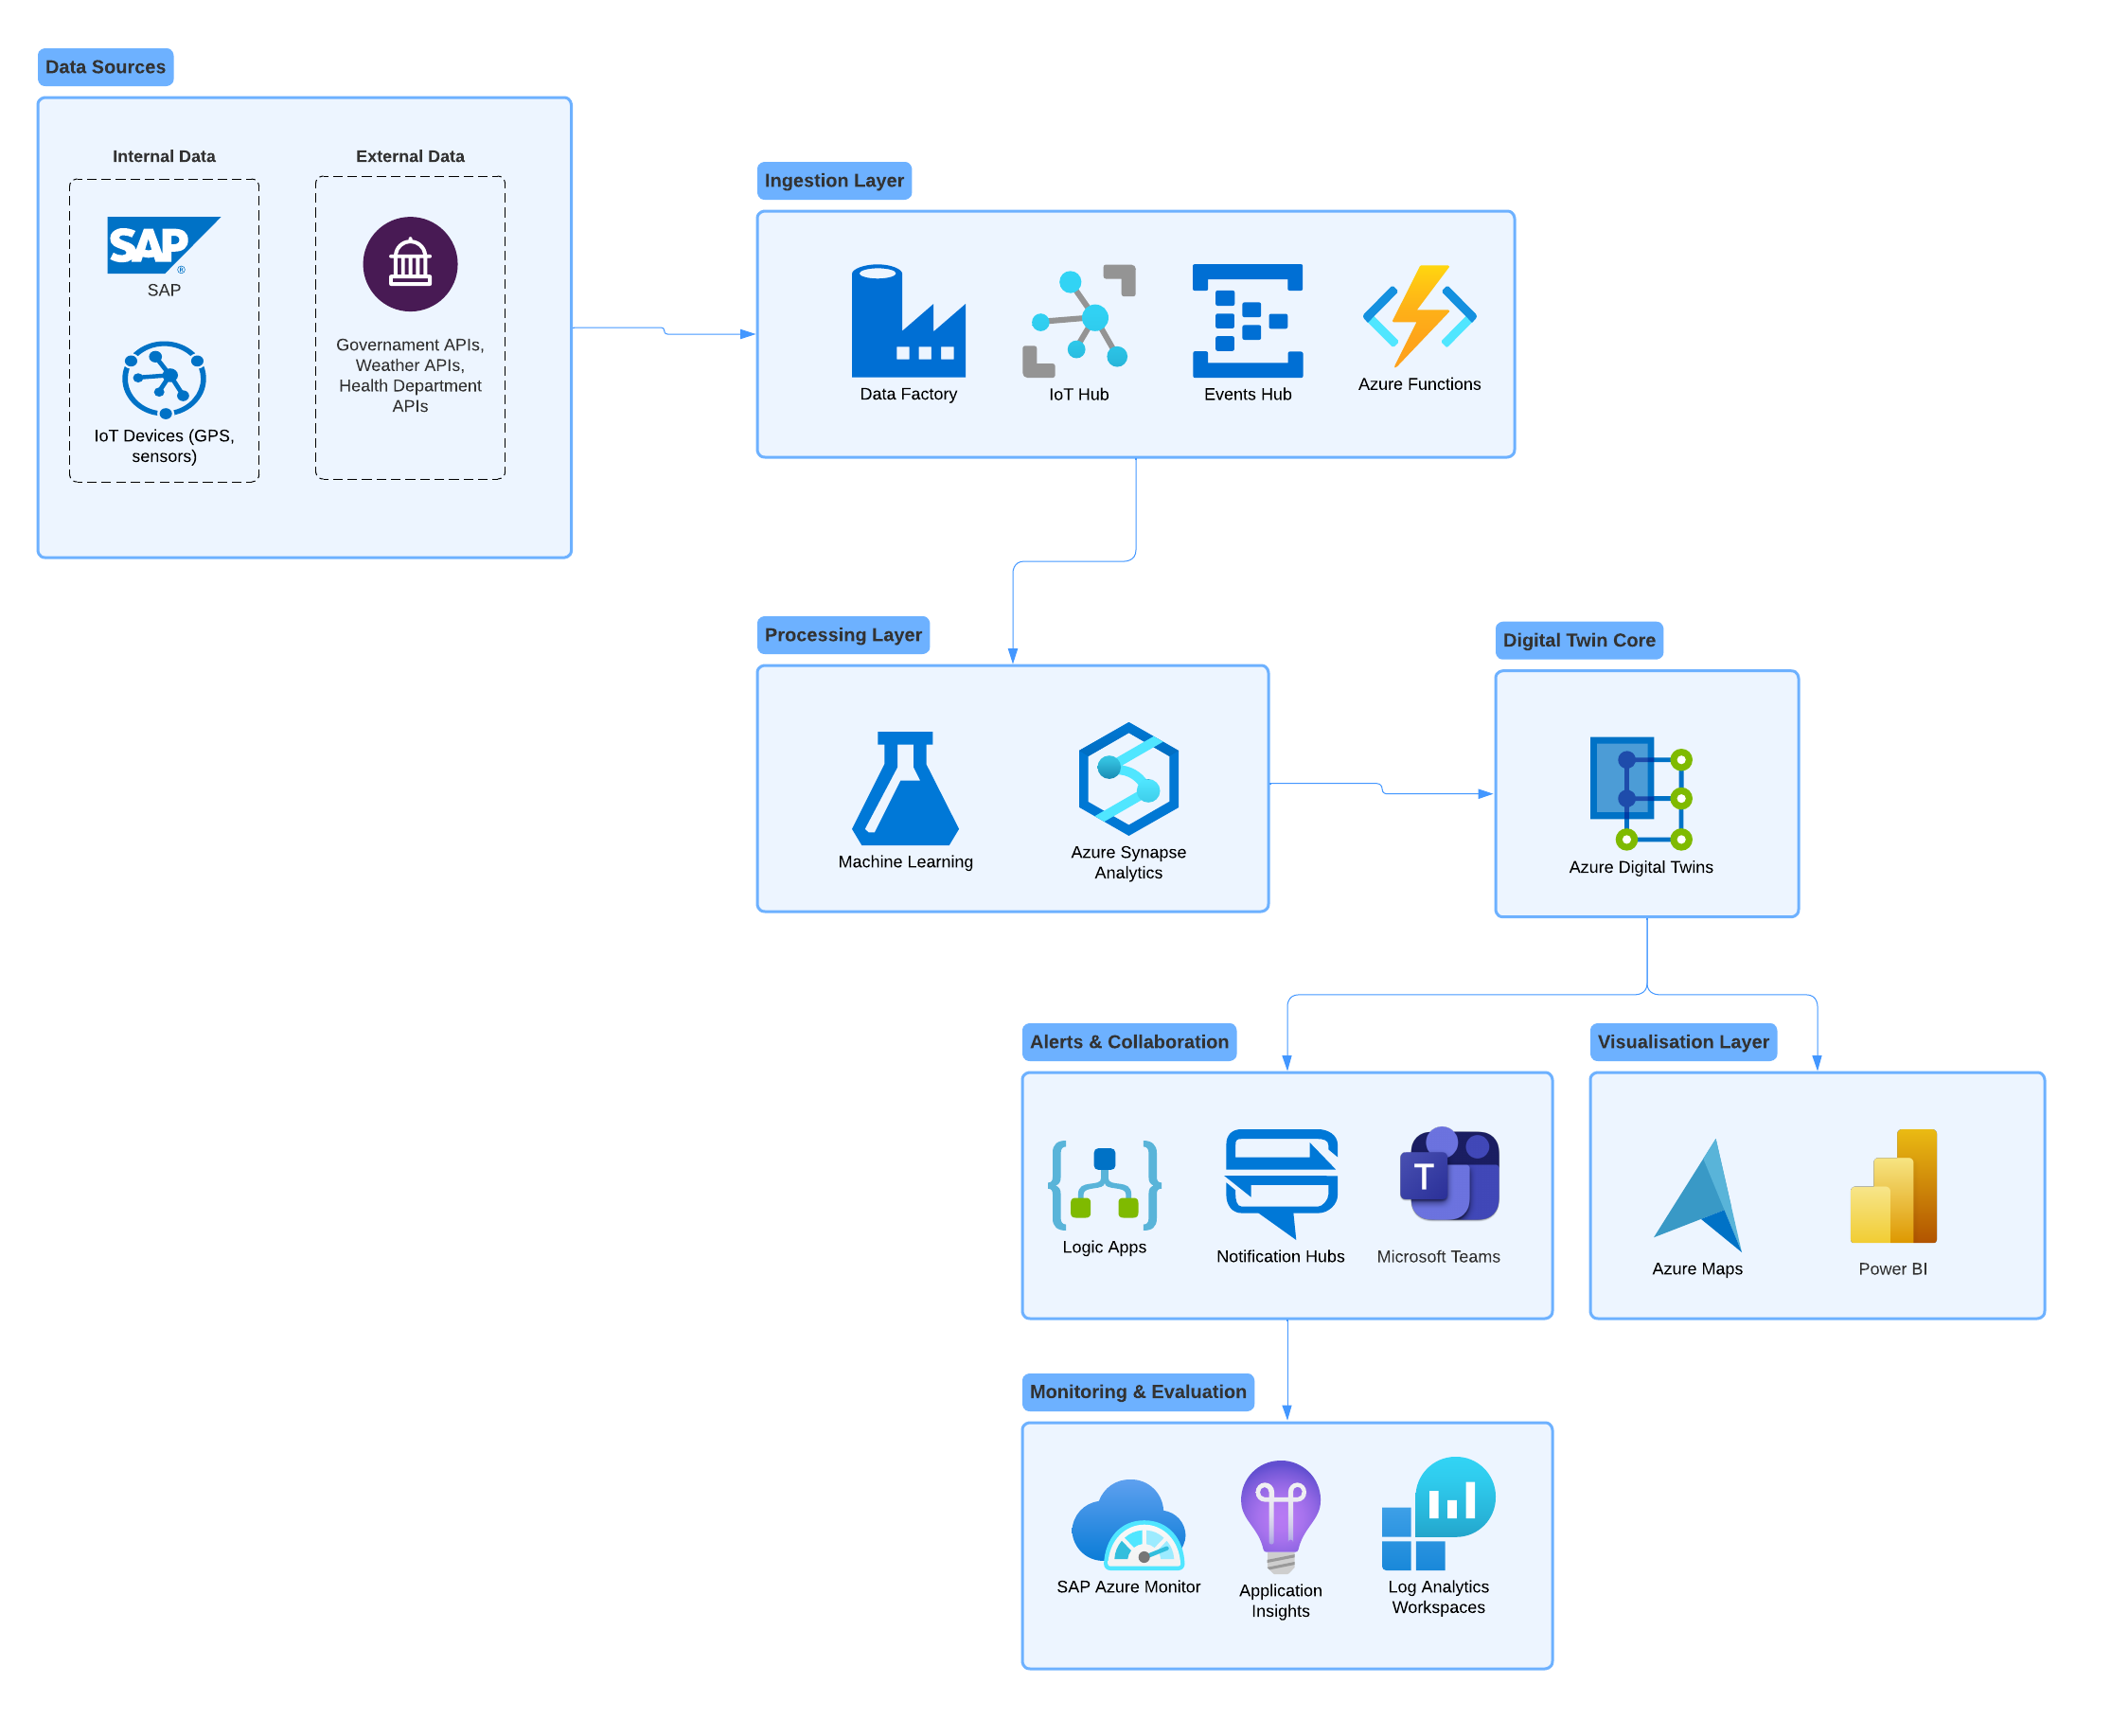 Data Sources
Internal Data
SAP
®
SAP
IoT Devices (GPS,
sensors)
External Data
Governament APIs,
Weather APIs,
Health Department
APIs
Ingestion Layer
Data Factory
IoT Hub
Events Hub
Azure Functions
Processing Layer
Machine Learning
Azure Synapse
Analytics
Digital Twin Core
Azure Digital Twins
Alerts & Collaboration
Logic Apps
Notification Hubs
T
Microsoft Teams
Visualisation Layer
Azure Maps
Power BI
Monitoring & Evaluation
SAP Azure Monitor
Application
Insights
Log Analytics
Workspaces